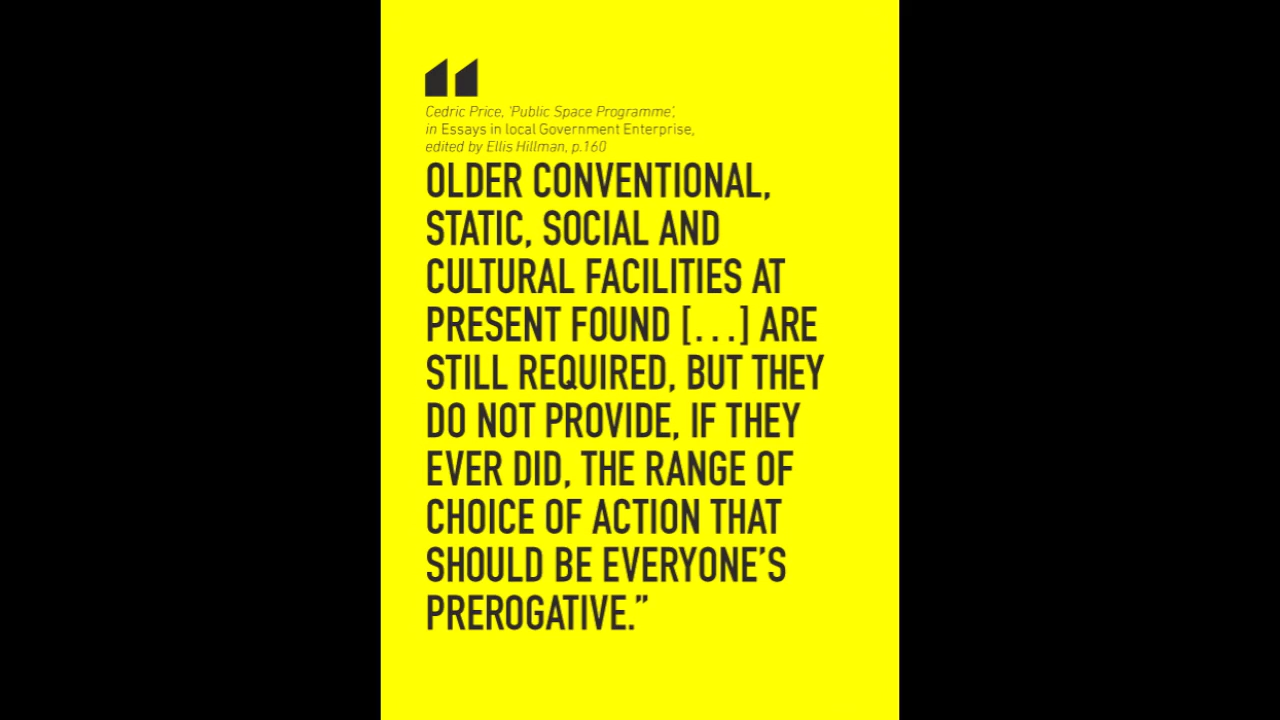 Cedric Price, 'Public Space Programme',
in Essays in local Government Enterprise,
edited by Ellis Hillman, p.160
OLDER CONVENTIONAL,
STATIC, SOCIAL AND
CULTURAL FACILITIES AT
PRESENT FOUND [...] ARE
STILL REQUIRED, BUT THEY
DO NOT PROVIDE, IF THEY
EVER DID, THE RANGE OF
CHOICE OF ACTION THAT
SHOULD BE EVERYONE’S
PREROGATIVE.”